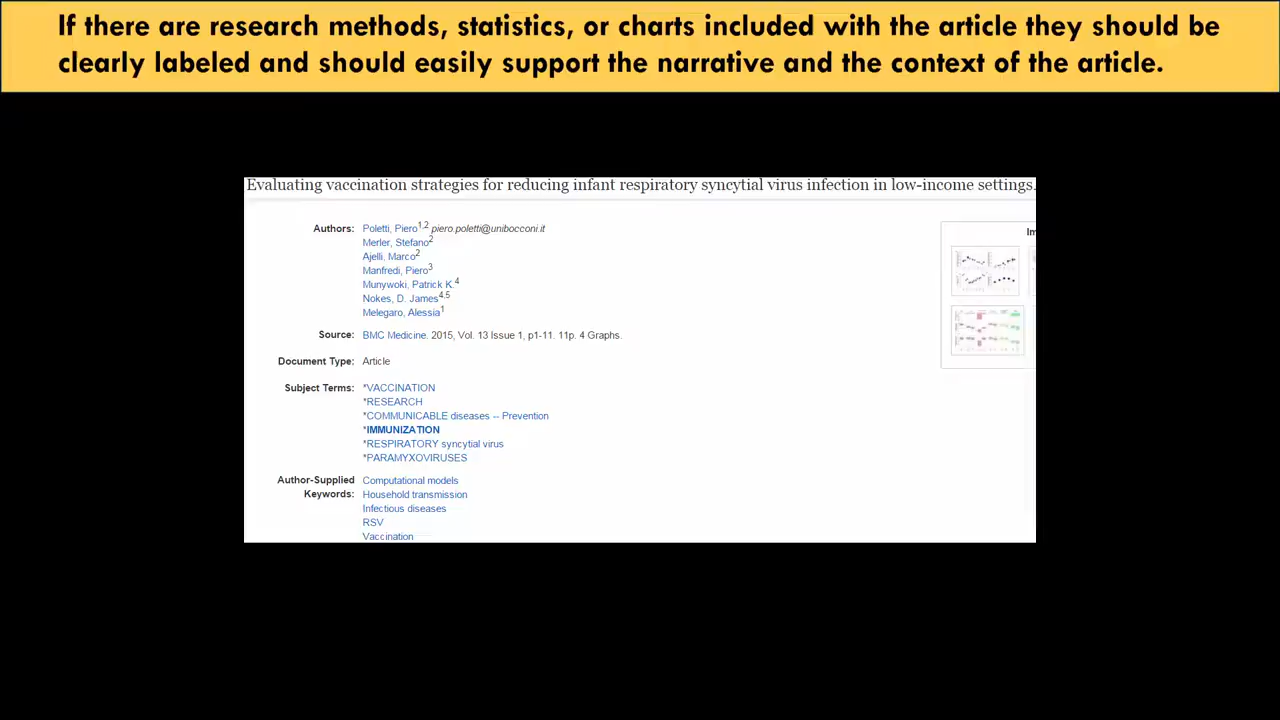 If there are research methods, statistics, or charts included with the article they should be
clearly labeled and should easily support the narrative and the context of the article.
Evaluating vaccination strategies for reducing infant respiratory syncytial virus infection in low-income settings.
Authors: Poletti, Piero1,2 piero.poletti@unibocconi.it
Merler, Stefano2
Ajelli, Marco2
Manfredi, Piero3
Munywoki, Patrick K.4
Nokes, D. James4,5
Melegaro, Alessia1
Source: BMC Medicine. 2015, Vol. 13 Issue 1, p1-11. 11p. 4 Graphs.
Document Type: Article
Subject Terms: *VACCINATION
*RESEARCH
*COMMUNICABLE diseases -- Prevention
*IMMUNIZATION
*RESPIRATORY syncytial virus
*PARAMYXOVIRUSES
Author-Supplied Computational models
Keywords: Household transmission
Infectious diseases
RSV
Vaccination